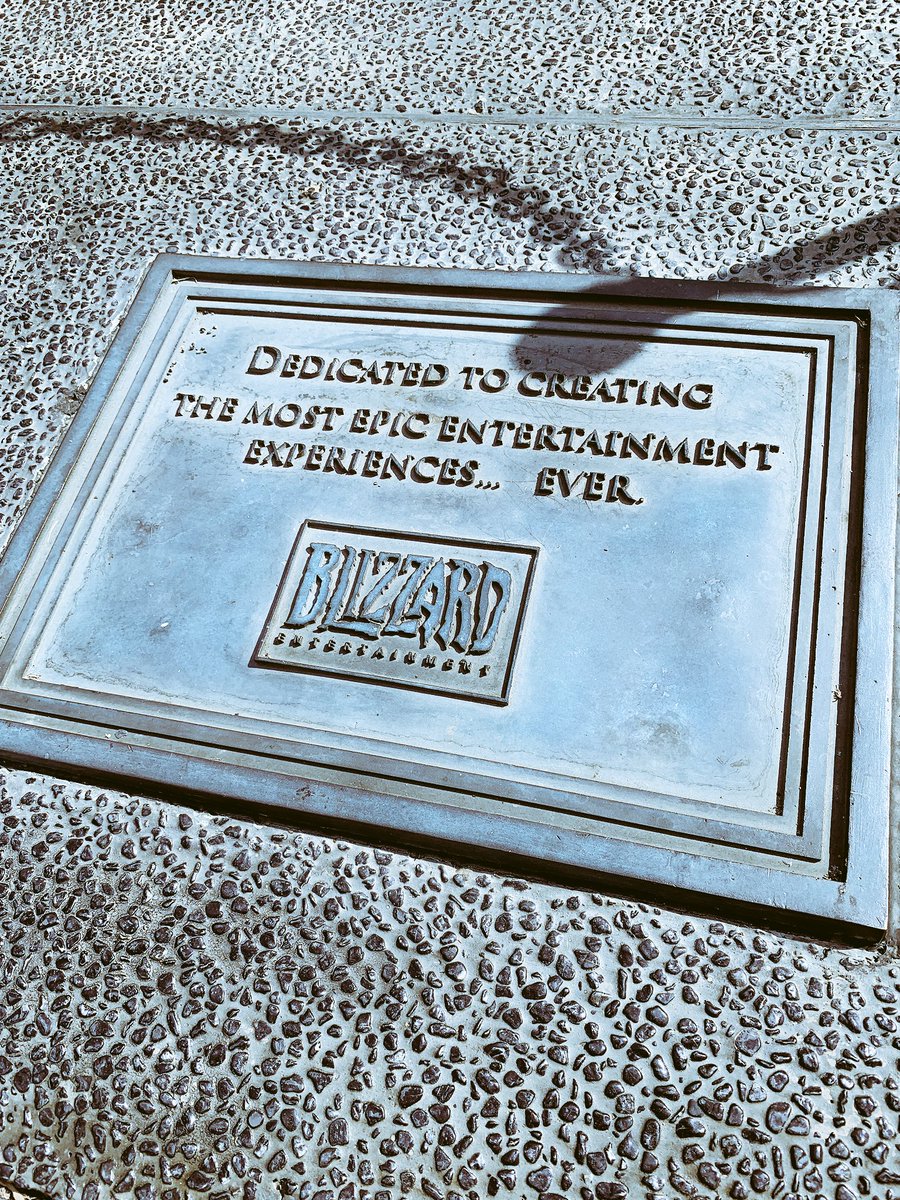 DEDICATED TO CREATING
THE MOST EPIC ENTERTAINMENT
EXPERIENCES... EVER.
BLIZZARD
ENTERTAINMENT